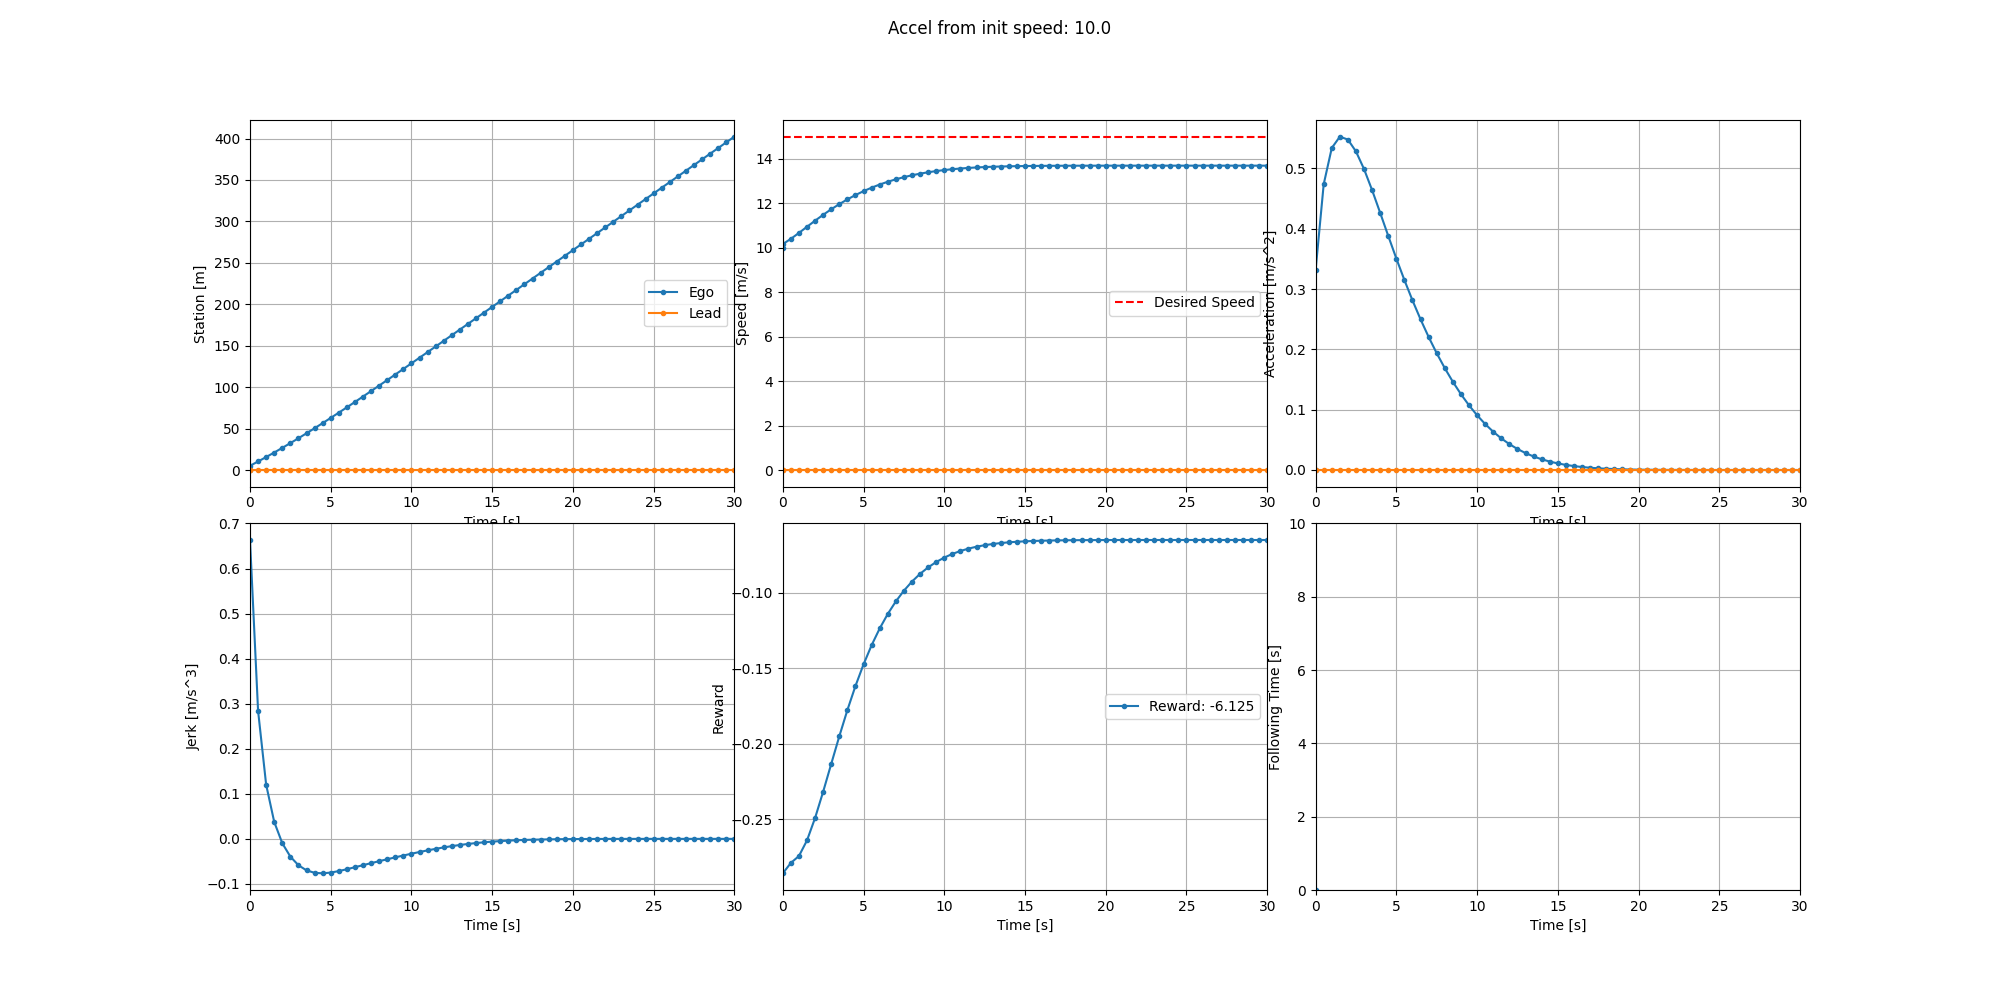 Accel from init speed: 10.0
Station [m]
400
350
300
250
200
150
100
50
0
0 5 10 15 20 25 30
Time [s]
Ego
Lead
Speed [m/s]
14
12
10
8
6
4
2
0
0 5 10 15 20 25 30
Time [s]
Desired Speed
Acceleration [m/s^2]
0.5
0.4
0.3
0.2
0.1
0.0
0 5 10 15 20 25 30
Time [s]
Jerk [m/s^3]
0.7
0.6
0.5
0.4
0.3
0.2
0.1
0.0
−0.1
0 5 10 15 20 25 30
Time [s]
Reward
−0.10
−0.15
−0.20
−0.25
0 5 10 15 20 25 30
Time [s]
Reward: -6.125
Following Time [s]
10
8
6
4
2
0
0 5 10 15 20 25 30
Time [s]